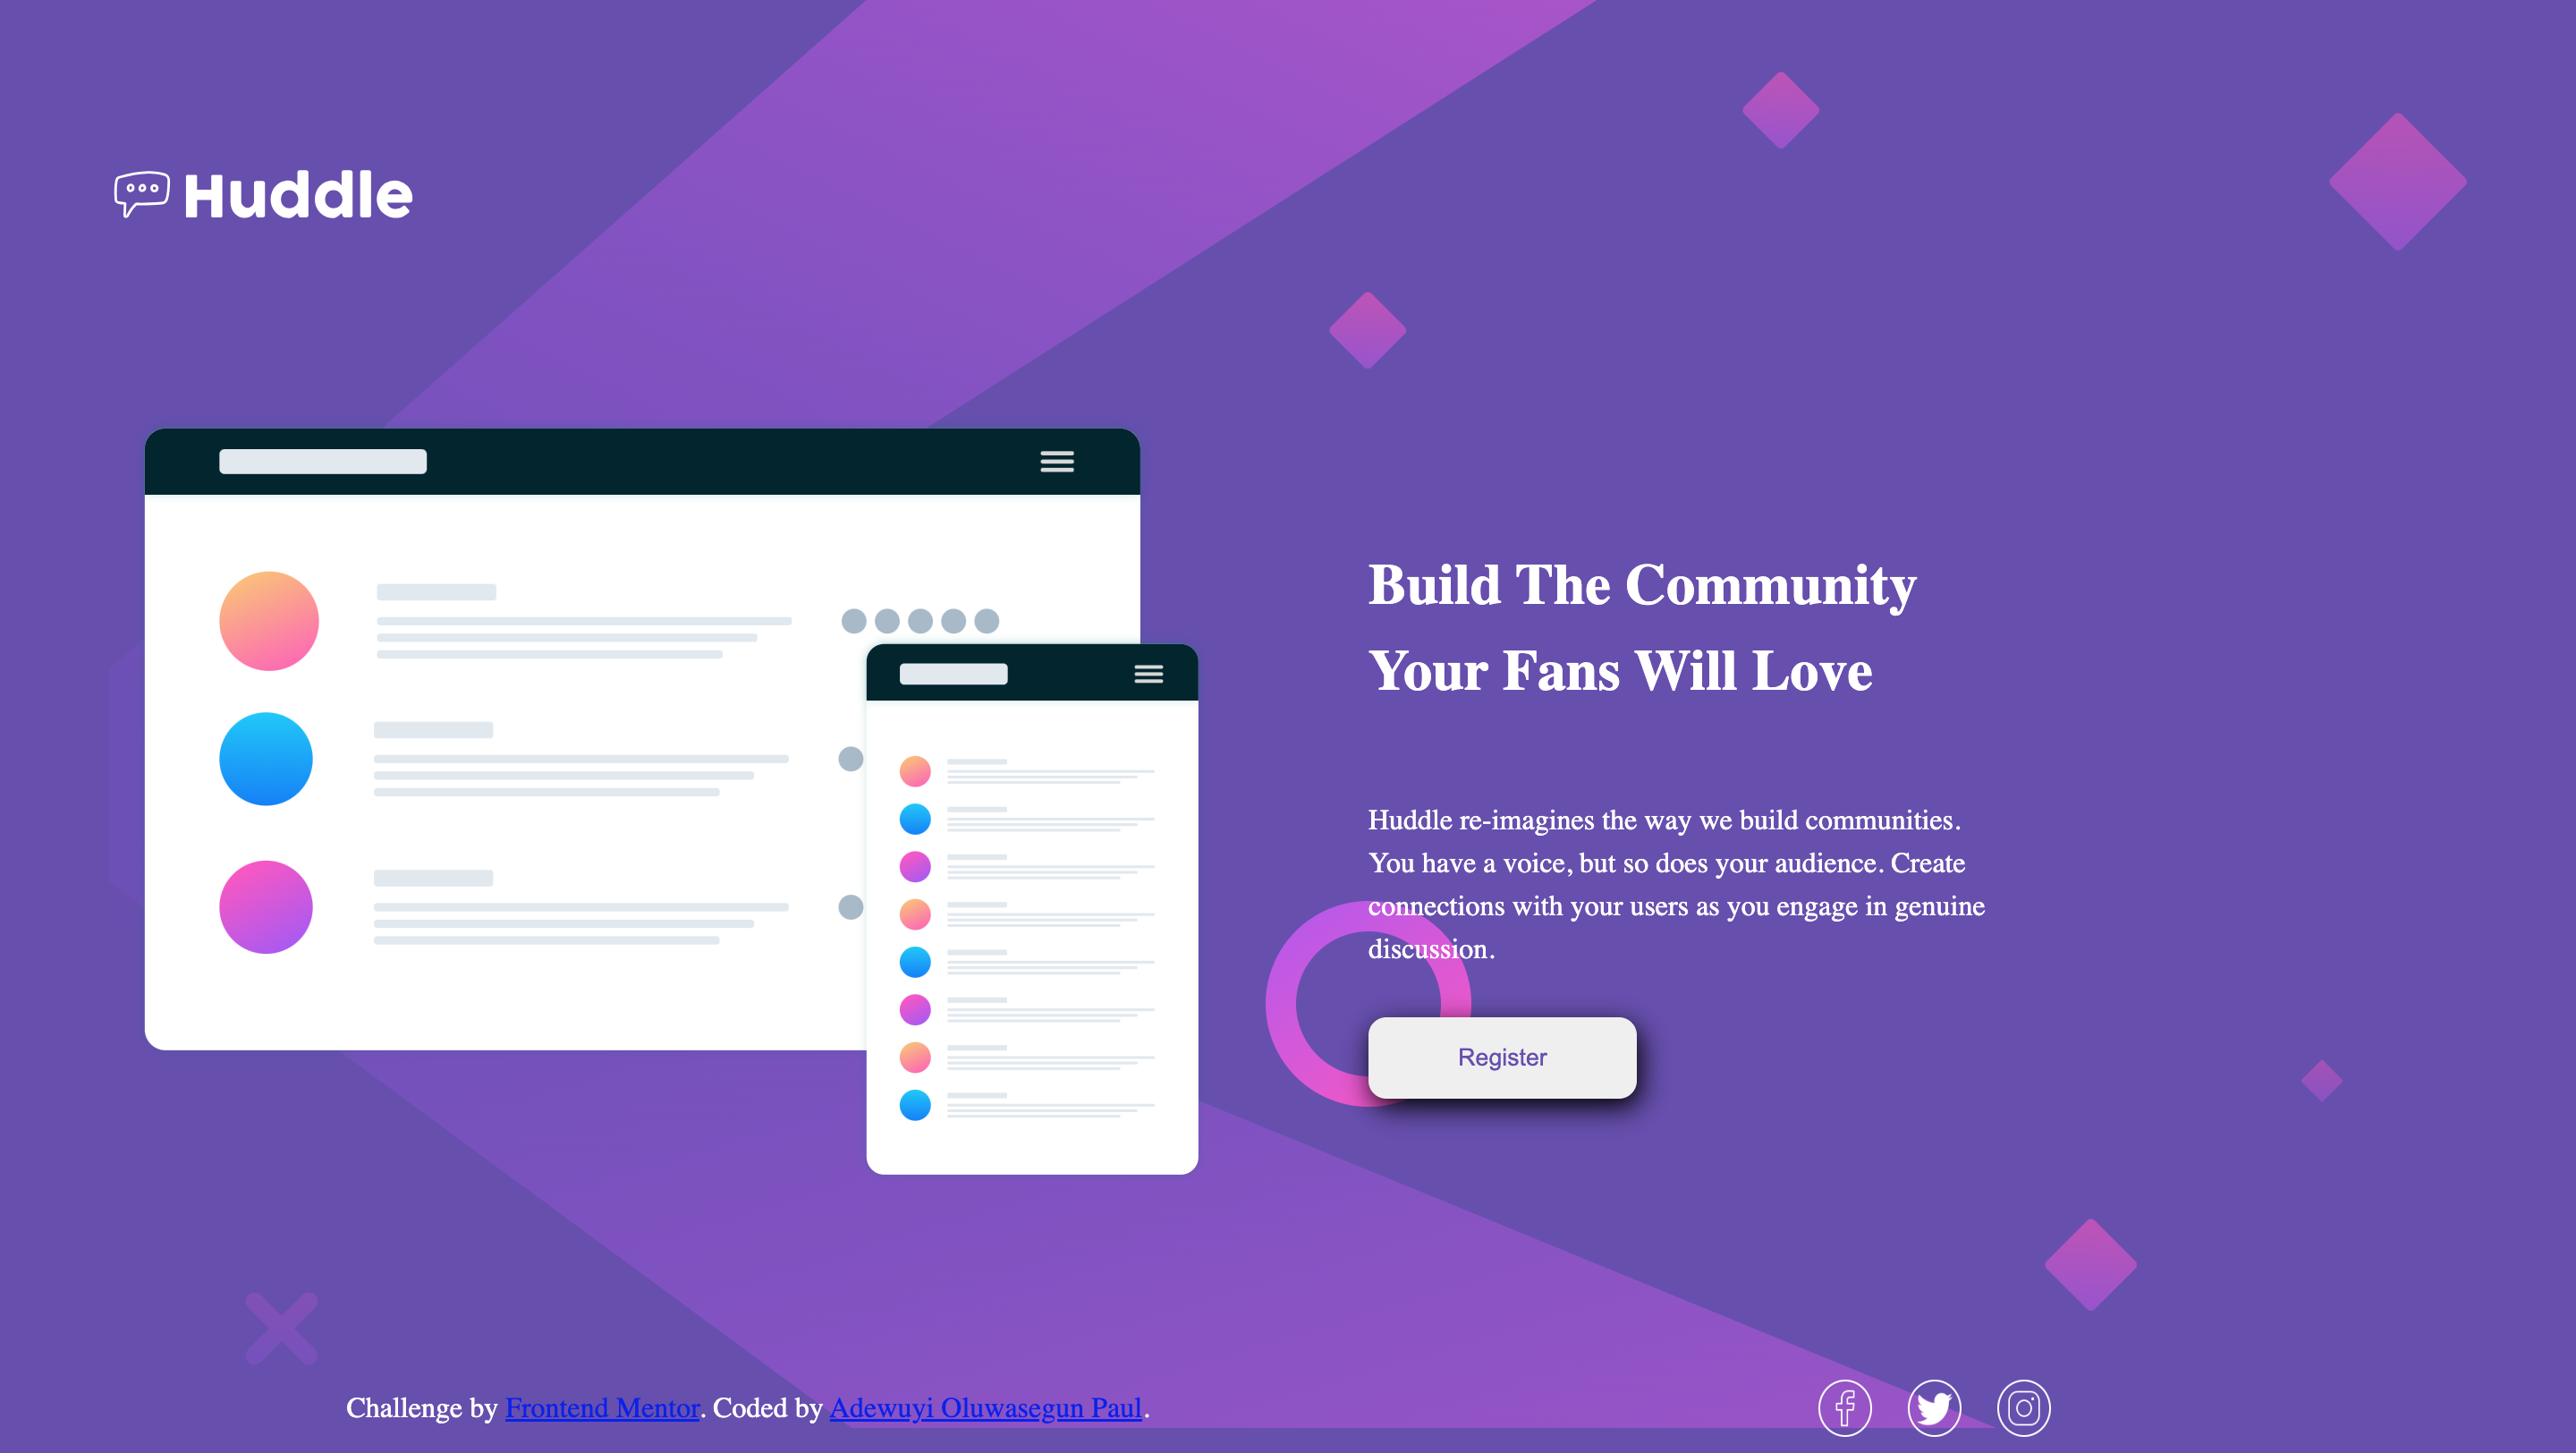 Huddle
Build The Community
Your Fans Will Love
Huddle re-imagines the way we build communities.
You have a voice, but so does your audience. Create
connections with your users as you engage in genuine
discussion.
Register
Challenge by Frontend Mentor. Coded by Adewuyi Oluwasegun Paul.